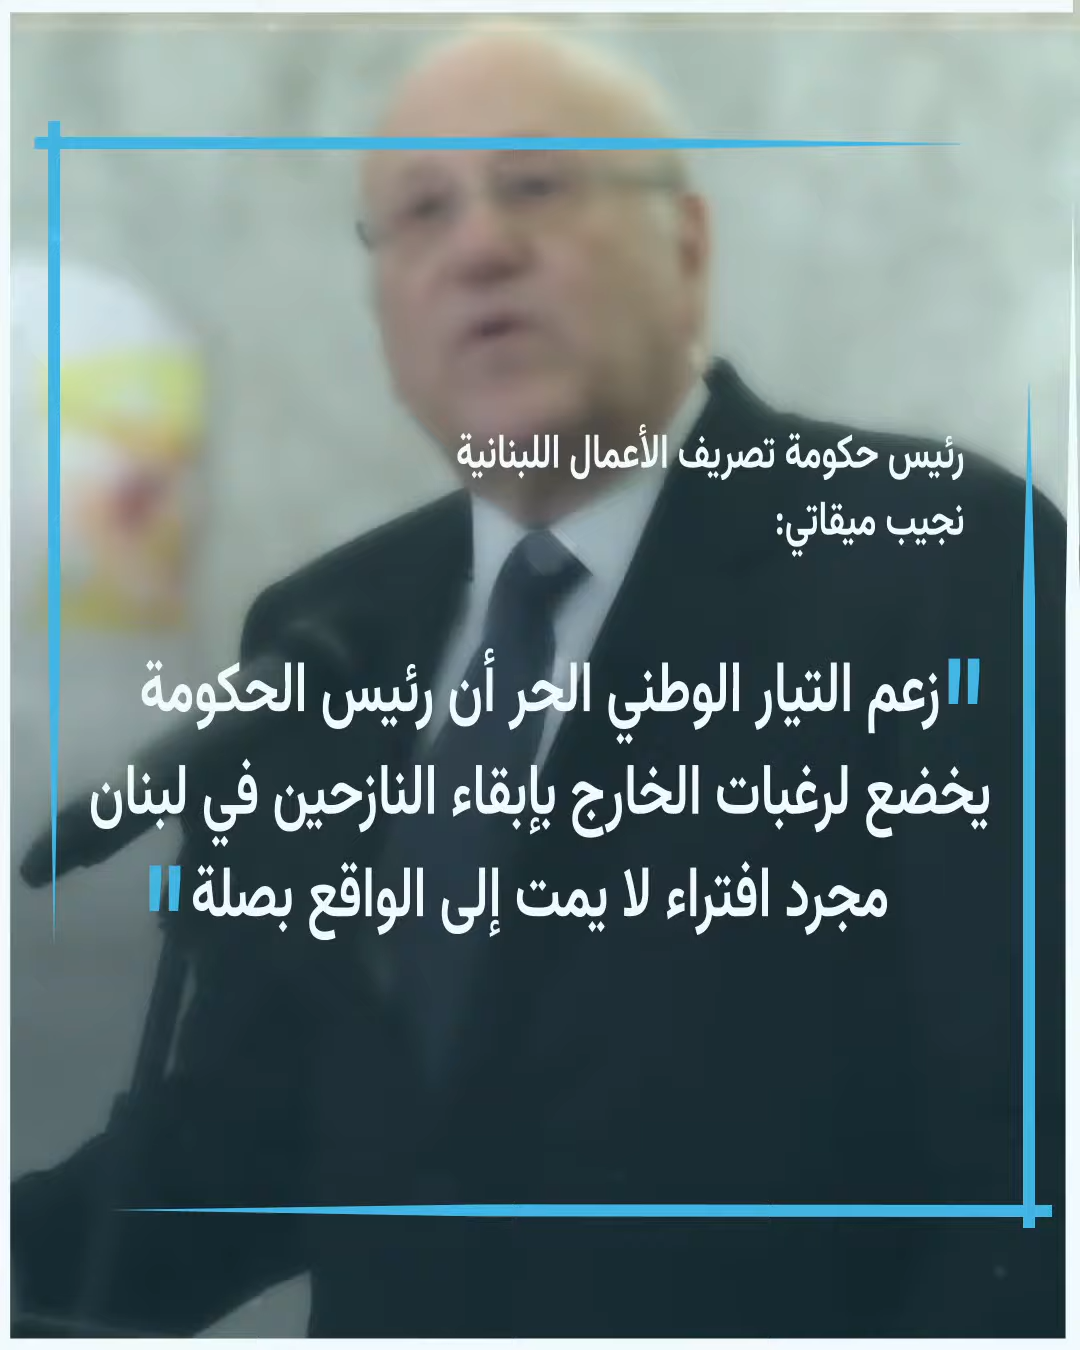 رئيس حكومة تصريف الأعمال اللبنانية
نجيب ميقاتي:
"زعم التيار الوطني الحر أن رئيس الحكومة
يخضع لرغبات الخارج بإبقاء النازحين في لبنان
مجرد افتراء لا يمت إلى الواقع بصلة"